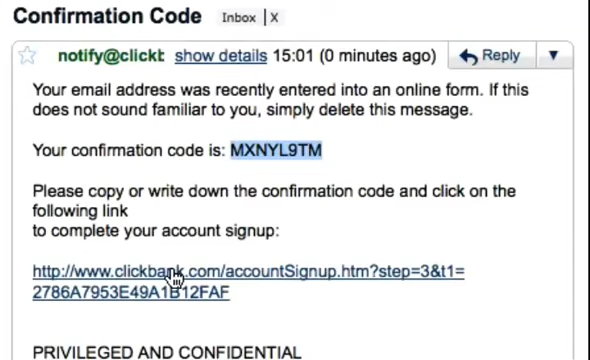 Confirmation Code Inbox | X
notify@clickb show details 15:01 (0 minutes ago) Reply
Your email address was recently entered into an online form. If this
does not sound familiar to you, simply delete this message.
Your confirmation code is: MXNYL9TM
Please copy or write down the confirmation code and click on the
following link
to complete your account signup:
http://www.clickbank.com/accountSignup.htm?step=3&t1=
2786A7953E49A1B12FAF
PRIVILEGED AND CONFIDENTIAL